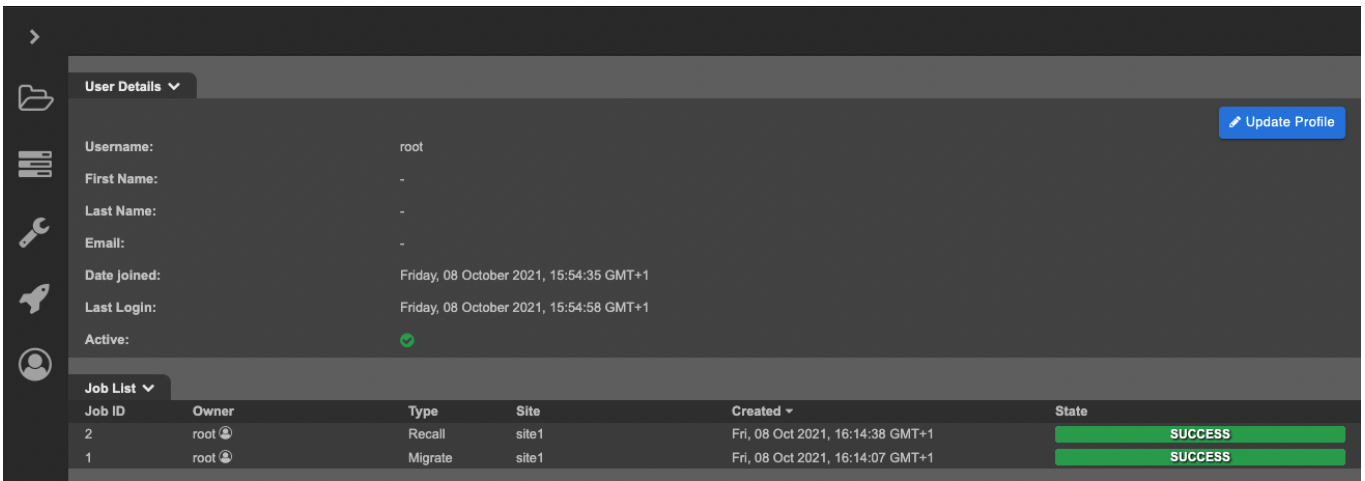 User Details
Update Profile
Username: root
First Name: -
Last Name: -
Email: -
Date joined: Friday, 08 October 2021, 15:54:35 GMT+1
Last Login: Friday, 08 October 2021, 15:54:58 GMT+1
Active:
Job List
Job ID Owner Type Site Created State
2 root Recall site1 Fri, 08 Oct 2021, 16:14:38 GMT+1 SUCCESS
1 root Migrate site1 Fri, 08 Oct 2021, 16:14:07 GMT+1 SUCCESS